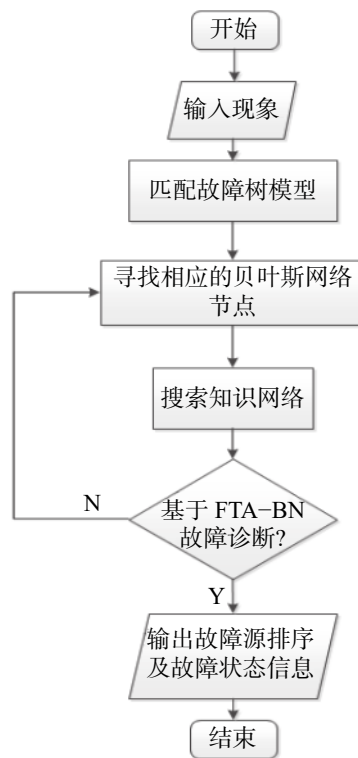 开始
输入现象
匹配故障树模型
寻找相应的贝叶斯网络
节点
搜索知识网络
基于 FTA−BN
故障诊断?
N
Y
输出故障源排序
及故障状态信息
结束